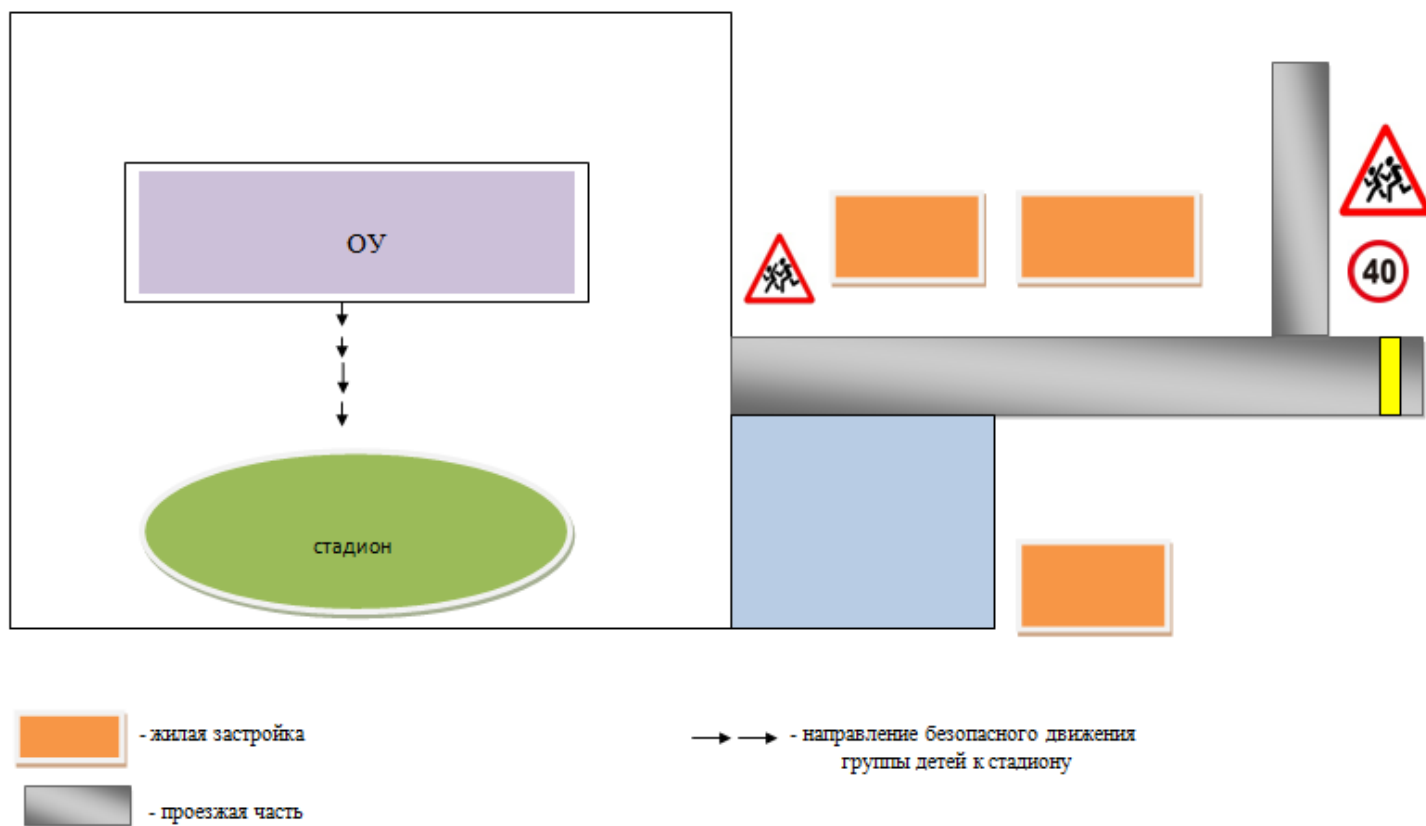 ОУ
40
стадион
- жилая застройка
- направление безопасного движения
группы детей к стадиону
- проезжая часть